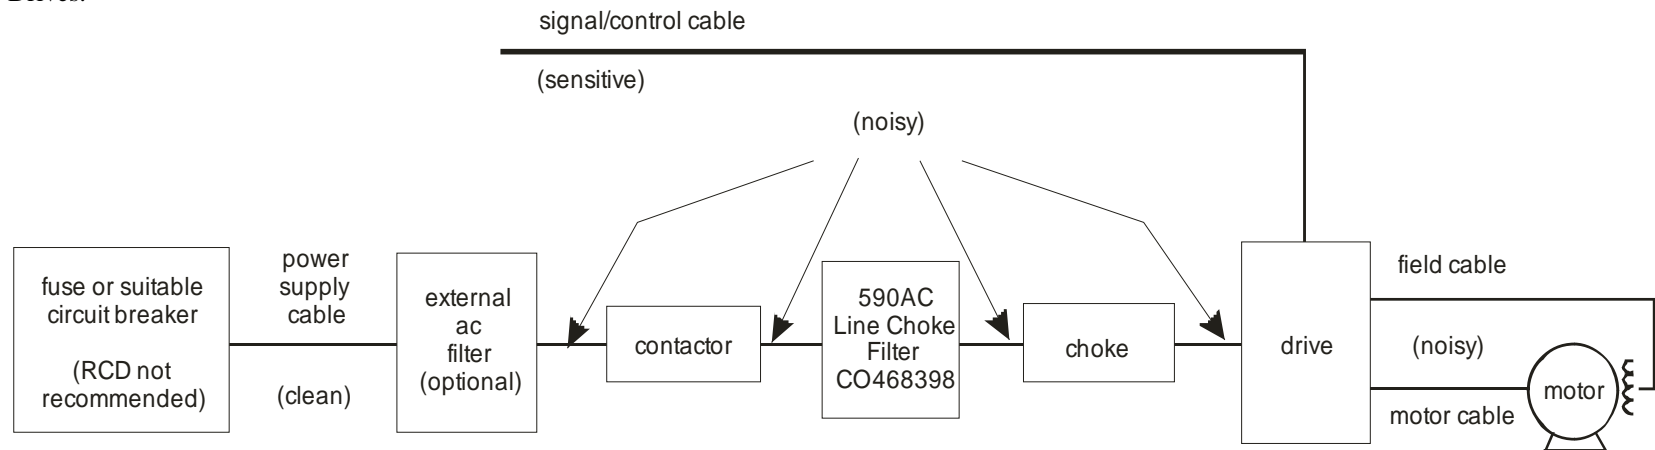 Drives.
signal/control cable
(sensitive)
(noisy)
fuse or suitable
circuit breaker
(RCD not
recommended)
power
supply
cable
(clean)
external
ac
filter
(optional)
contactor
590AC
Line Choke
Filter
CO468398
choke
drive
field cable
(noisy)
motor cable
motor